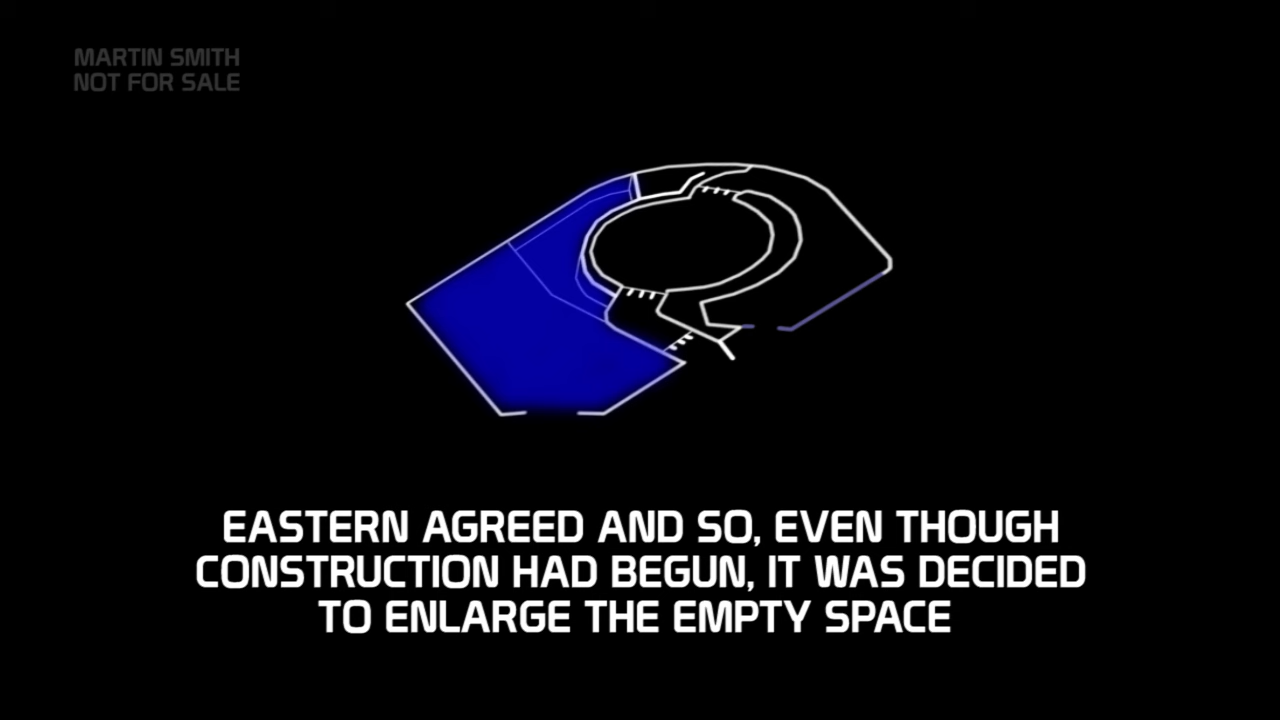 MARTIN SMITH
NOT FOR SALE
EASTERN AGREED AND SO, EVEN THOUGH
CONSTRUCTION HAD BEGUN, IT WAS DECIDED
TO ENLARGE THE EMPTY SPACE